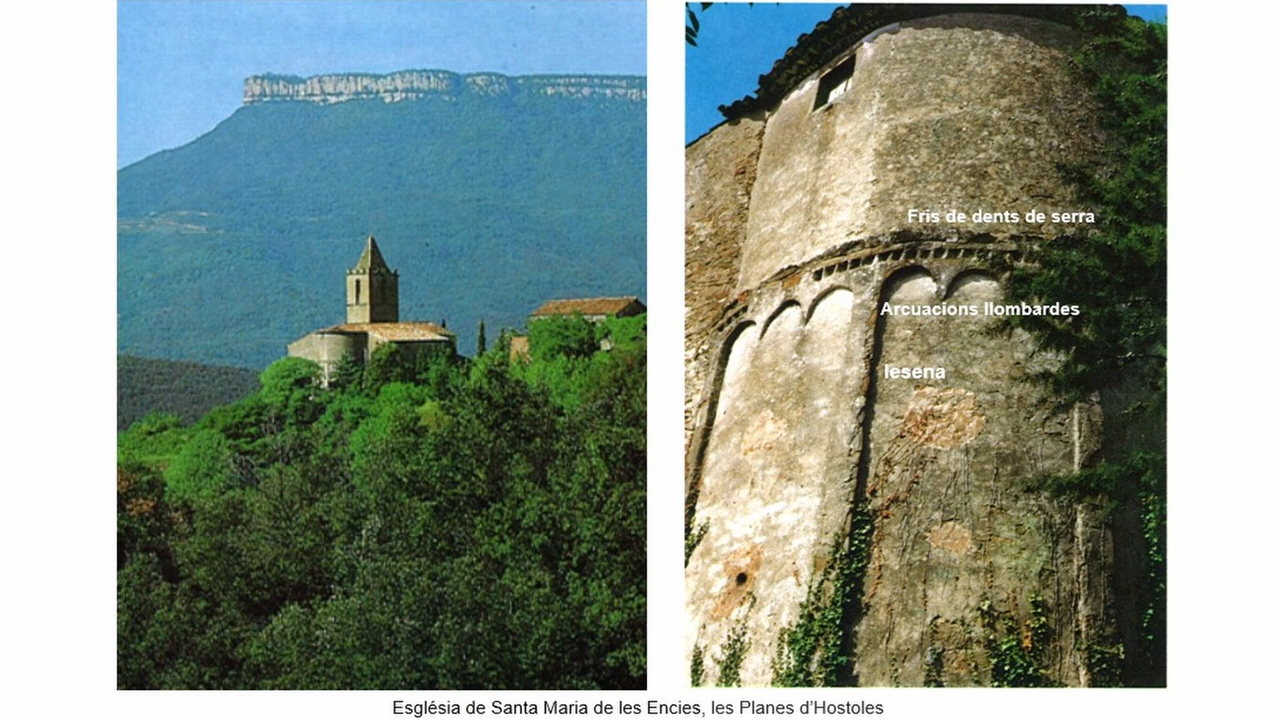 Fris de dents de serra
Arcuacions llombardes
lesena
Església de Santa Maria de les Encies, les Planes d’Hostoles